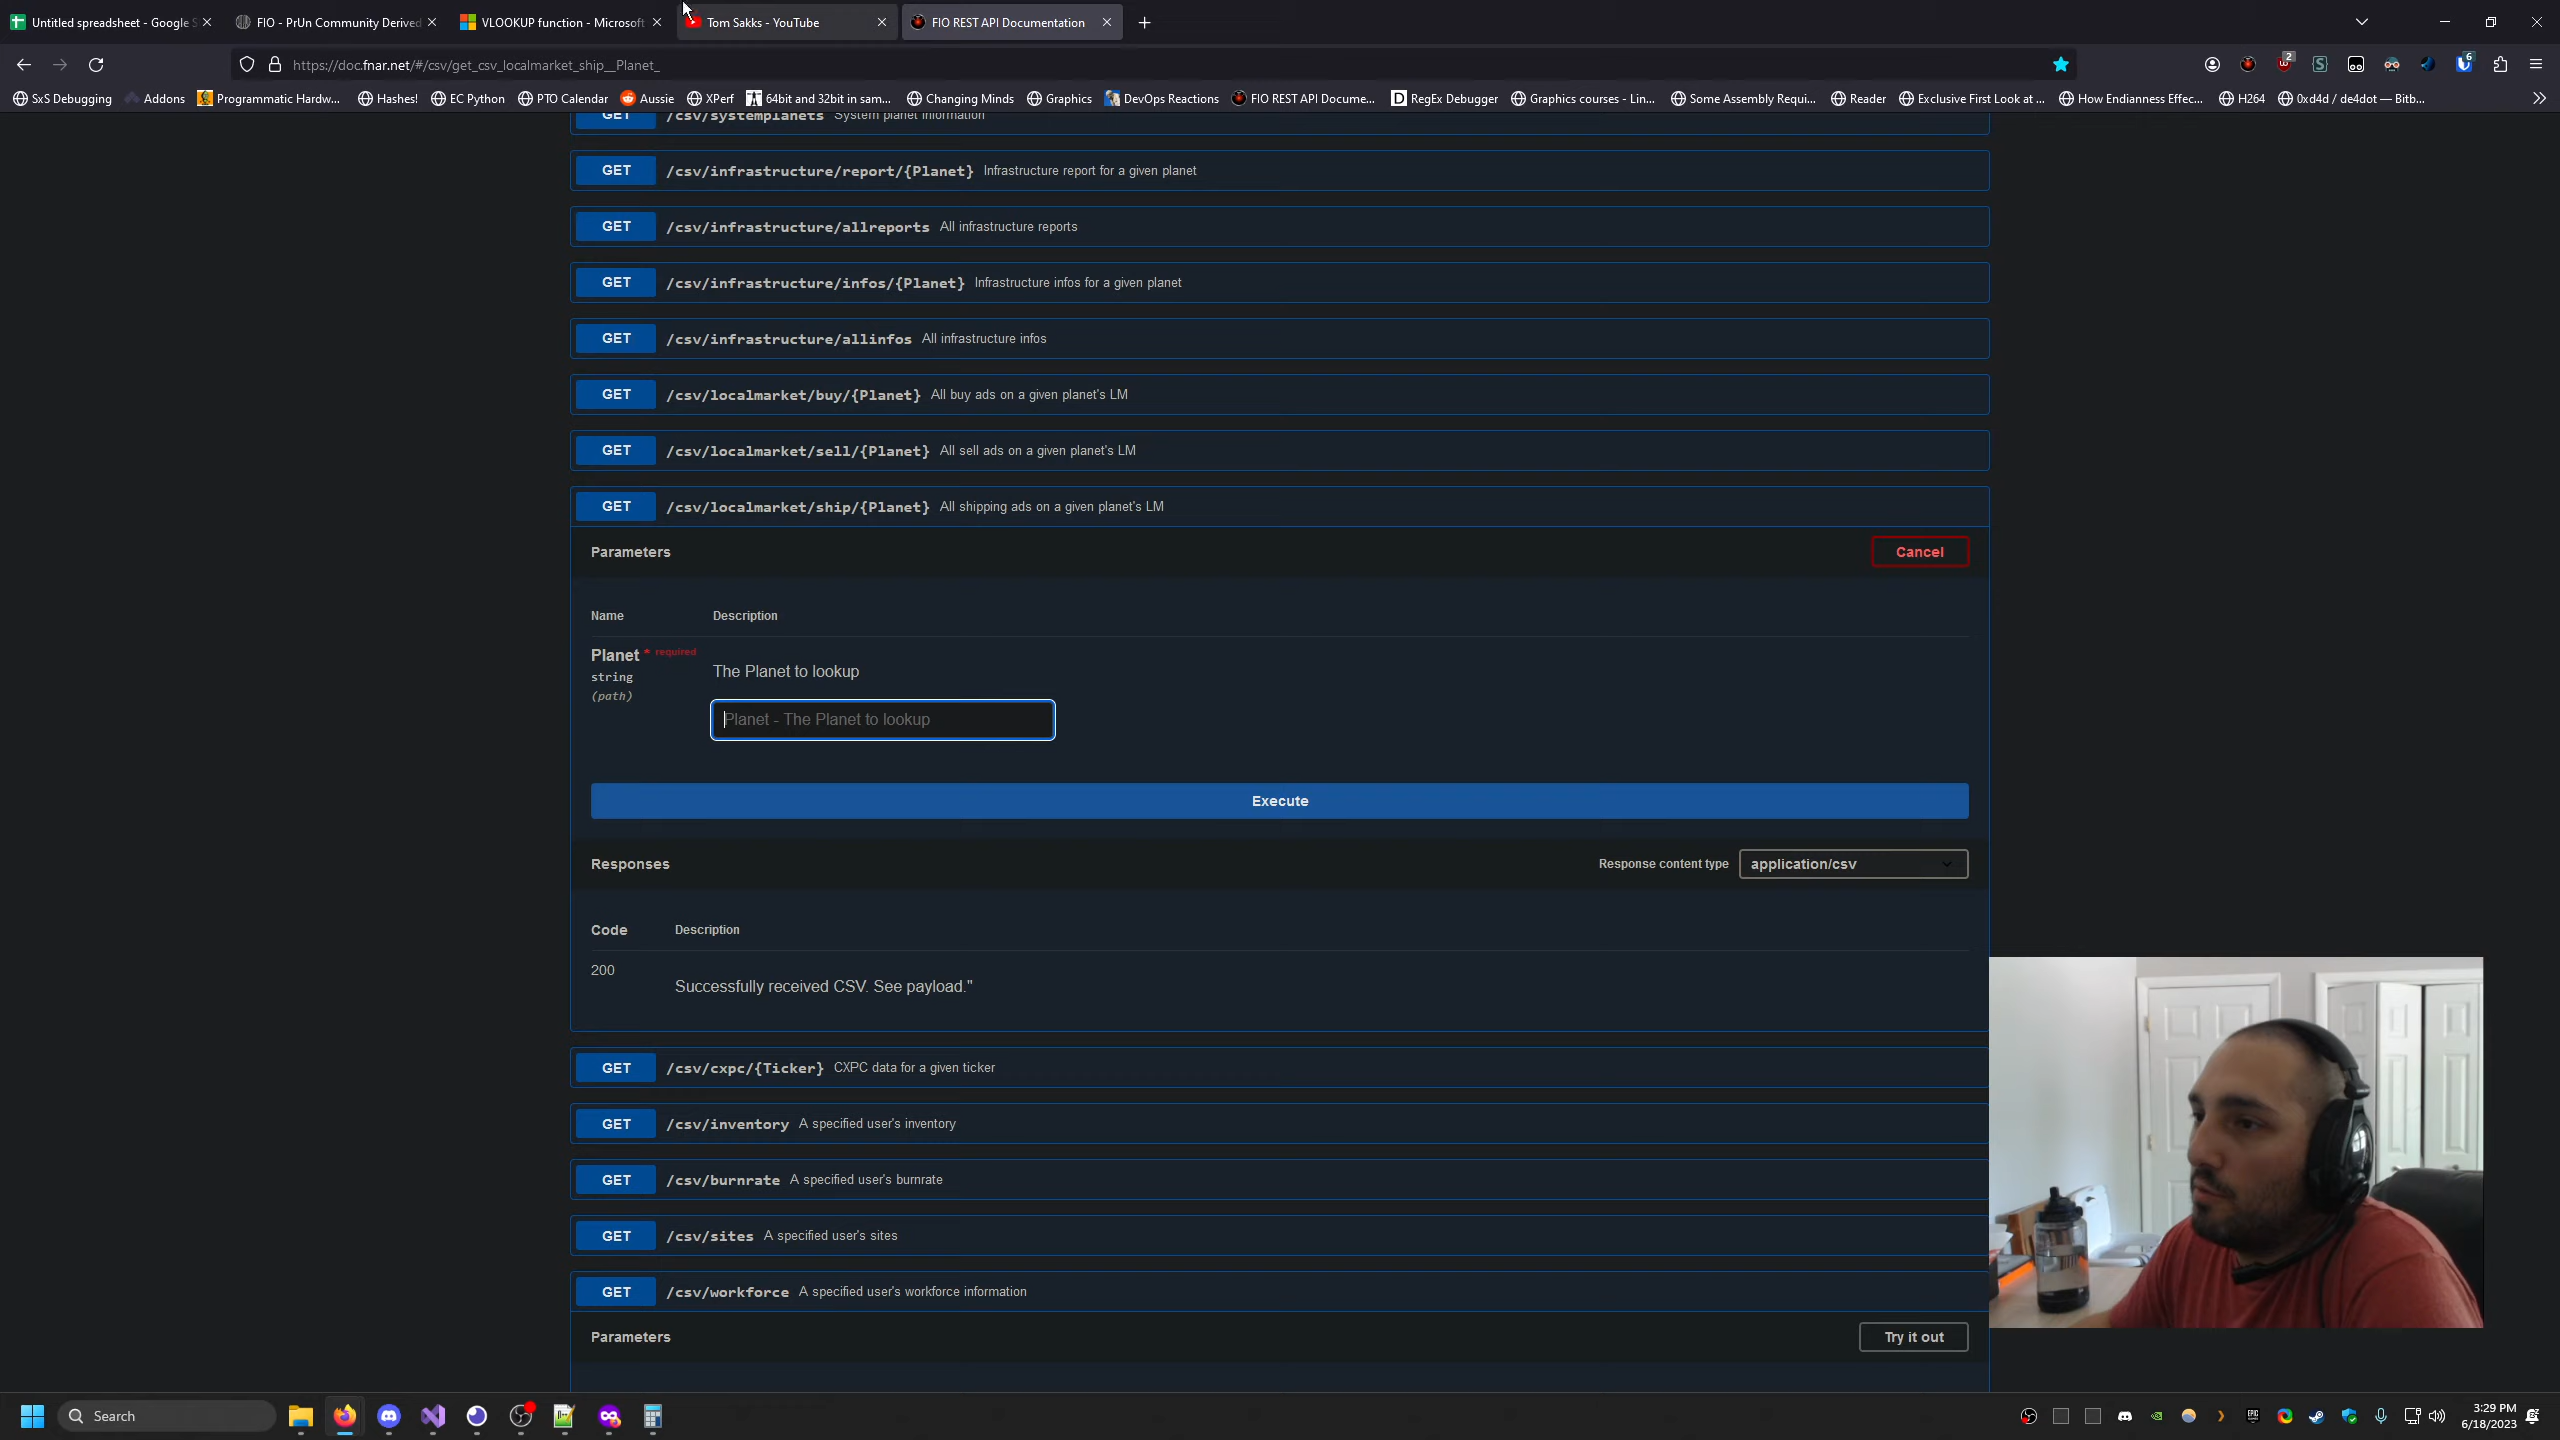 Untitled spreadsheet - Google S
FIO - PrUn Community Derived
VLOOKUP function - Microsoft
Tom Sakks - YouTube
FIO REST API Documentation
https://doc.fnar.net/#/csv/get_csv_localmarket_ship__Planet_
2
6
SxS Debugging
Addons
Programmatic Hardw...
Hashes!
EC Python
PTO Calendar
Aussie
XPerf
64bit and 32bit in sam...
Changing Minds
Graphics
DevOps Reactions
FIO REST API Docume...
RegEx Debugger
Graphics courses - Lin...
Some Assembly Requi...
Reader
Exclusive First Look at ...
How Endianness Effec...
H264
0xd4d / de4dot — Bitb...
GET /csv/systemplanets System planet information
GET /csv/infrastructure/report/{Planet} Infrastructure report for a given planet
GET /csv/infrastructure/allreports All infrastructure reports
GET /csv/infrastructure/infos/{Planet} Infrastructure infos for a given planet
GET /csv/infrastructure/allinfos All infrastructure infos
GET /csv/localmarket/buy/{Planet} All buy ads on a given planet's LM
GET /csv/localmarket/sell/{Planet} All sell ads on a given planet's LM
GET /csv/localmarket/ship/{Planet} All shipping ads on a given planet's LM
Parameters
Cancel
Name Description
Planet * required
string
(path)
The Planet to lookup
Planet - The Planet to lookup
Execute
Responses
Response content type application/csv
Code Description
200
Successfully received CSV. See payload."
GET /csv/cxpc/{Ticker} CXPC data for a given ticker
GET /csv/inventory A specified user's inventory
GET /csv/burnrate A specified user's burnrate
GET /csv/sites A specified user's sites
GET /csv/workforce A specified user's workforce information
Parameters
Try it out
Search
EPIC
3:29 PM
6/18/2023